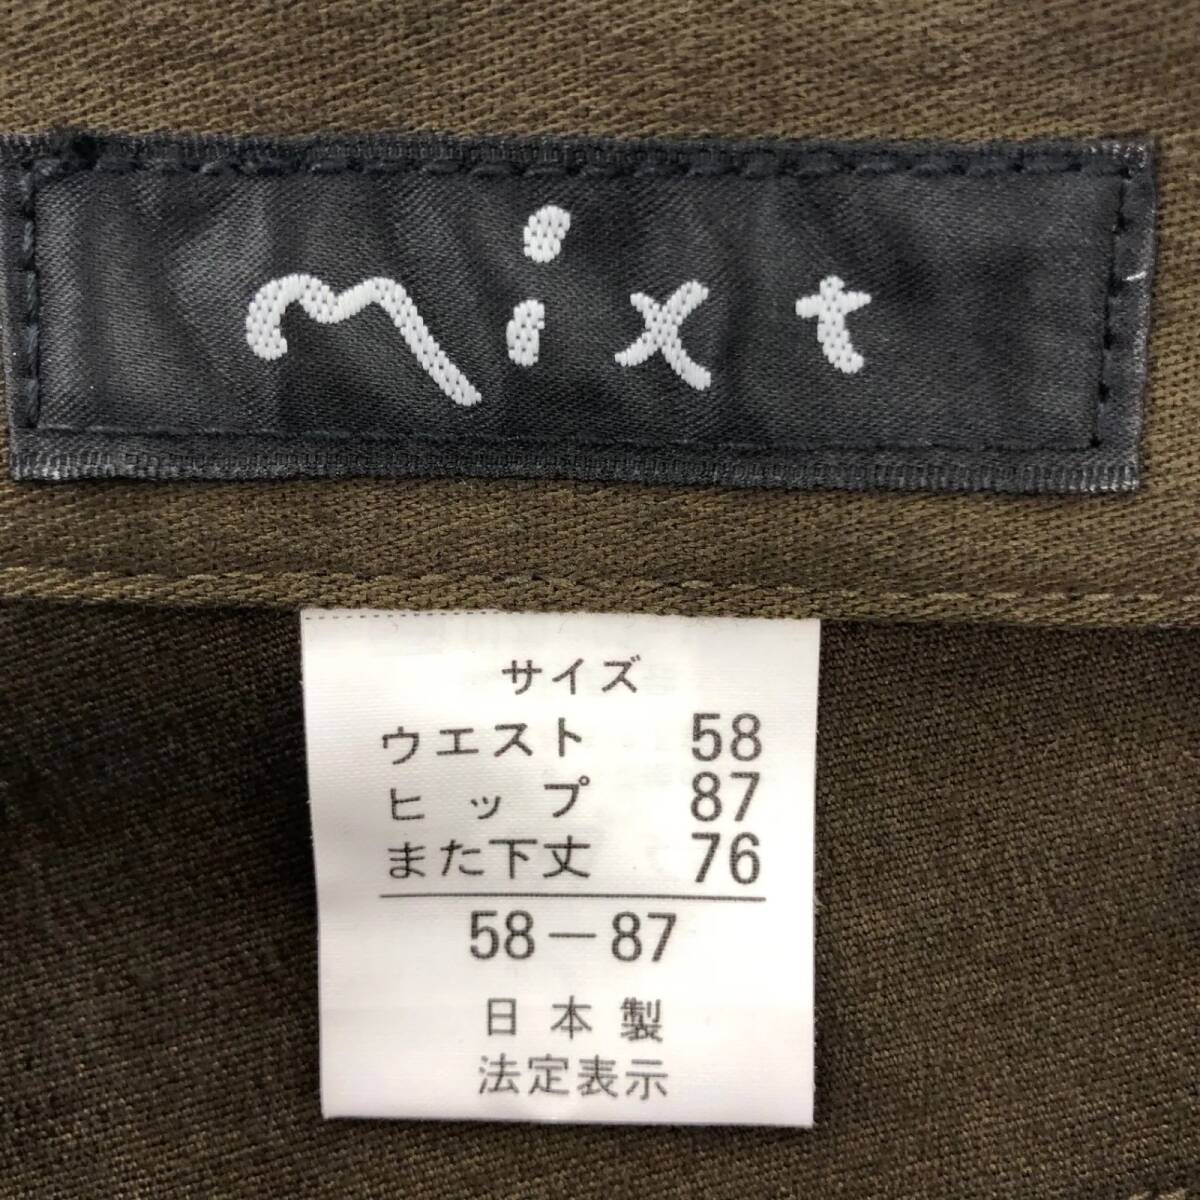 mixt
サイズ
ウエスト 58
ヒップ 87
また下丈 76
58－87
日本製
法定表示